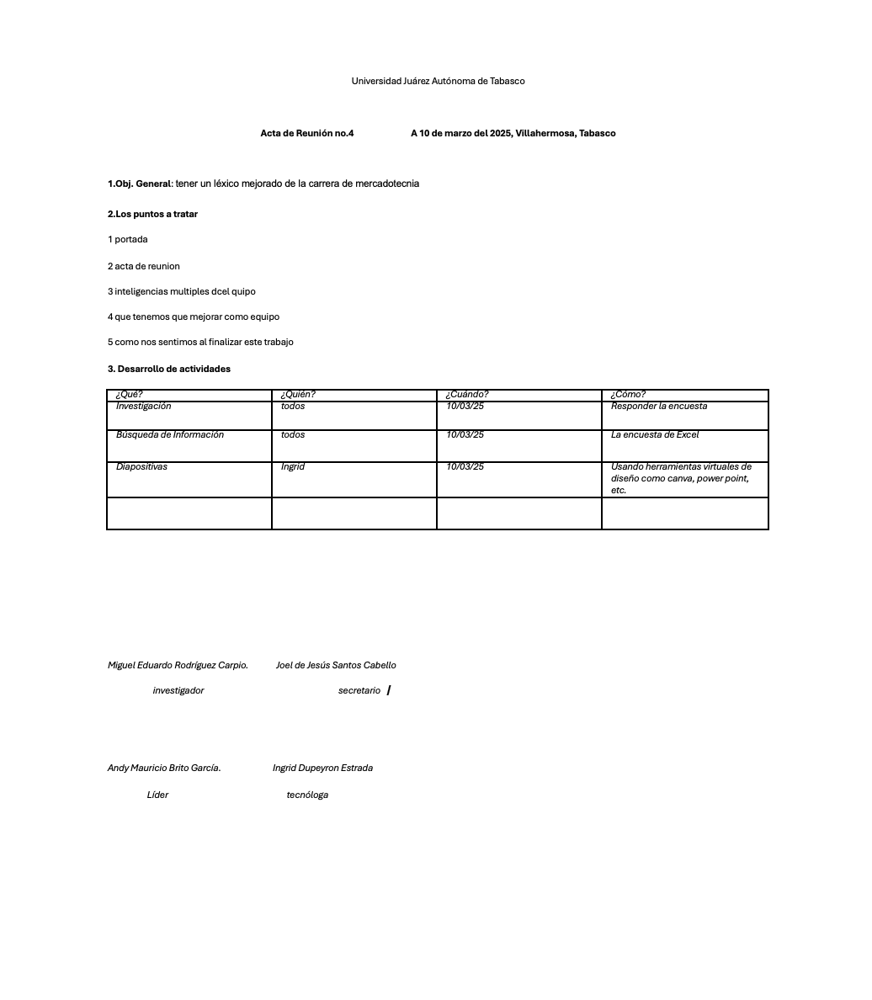 Universidad Juárez Autónoma de Tabasco
Acta de Reunión no.4 A 10 de marzo del 2025, Villahermosa, Tabasco
1.Obj. General: tener un léxico mejorado de la carrera de mercadotecnia
2.Los puntos a tratar
1 portada
2 acta de reunion
3 inteligencias multiples dcel quipo
4 que tenemos que mejorar como equipo
5 como nos sentimos al finalizar este trabajo
3. Desarrollo de actividades
¿Qué? ¿Quién? ¿Cuándo? ¿Cómo?
Investigación todos 10/03/25 Responder la encuesta
Búsqueda de Información todos 10/03/25 La encuesta de Excel
Diapositivas Ingrid 10/03/25 Usando herramientas virtuales de
diseño como canva, power point,
etc.
Miguel Eduardo Rodríguez Carpio. Joel de Jesús Santos Cabello
investigador secretario /
Andy Mauricio Brito García. Ingrid Dupeyron Estrada
Líder tecnóloga